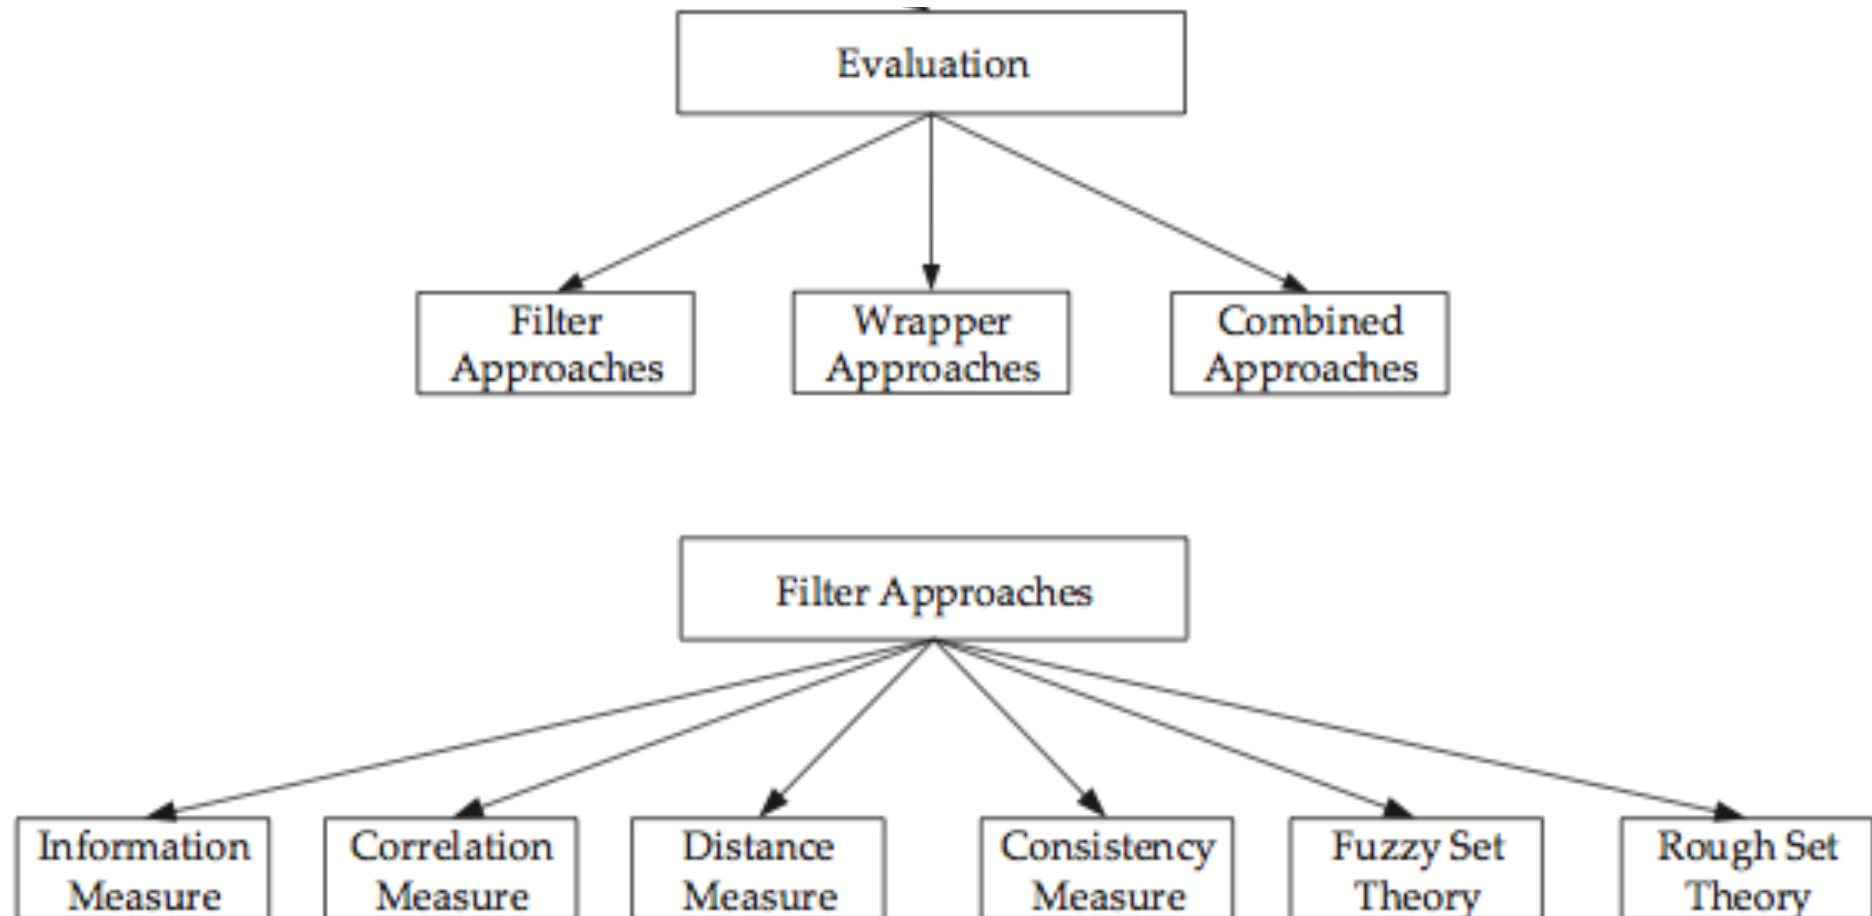 Evaluation
Filter
Approaches
Wrapper
Approaches
Combined
Approaches
Filter Approaches
Information
Measure
Correlation
Measure
Distance
Measure
Consistency
Measure
Fuzzy Set
Theory
Rough Set
Theory